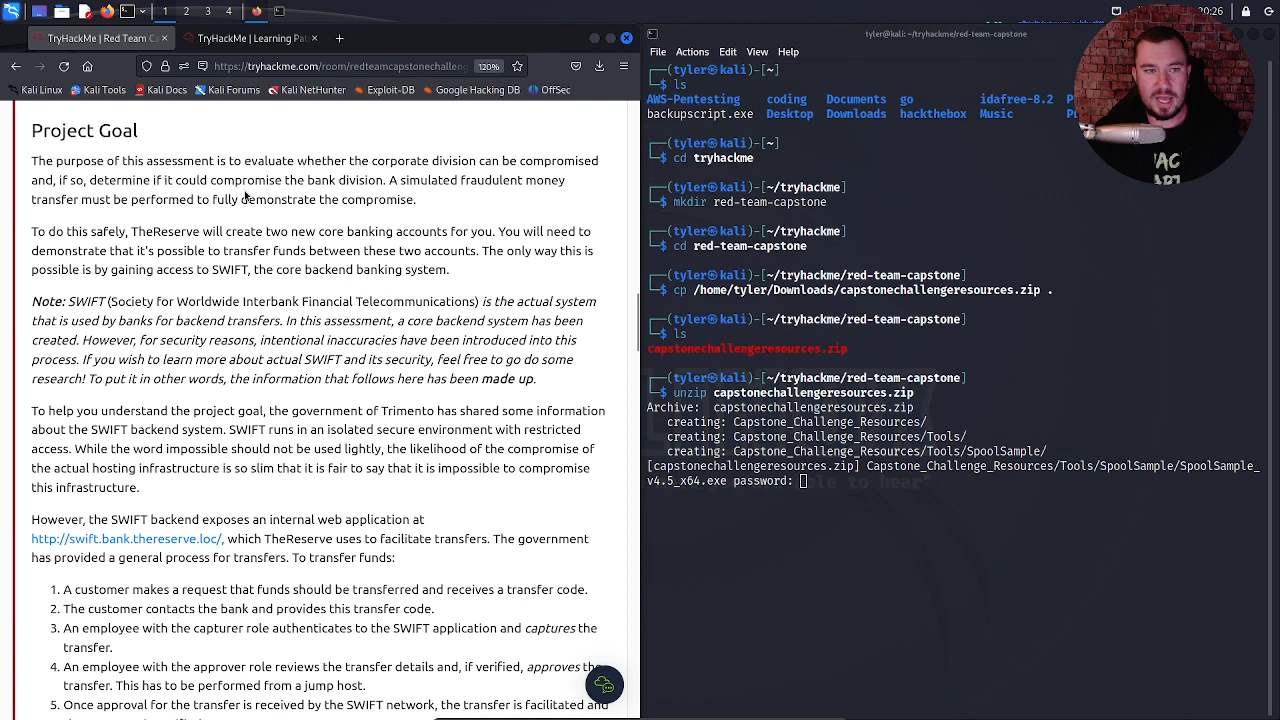 1 2 3 4
20:26
TryHackMe | Red Team Ca
TryHackMe | Learning Pat
https://tryhackme.com/room/redteamcapstonechalleng
120%
Kali Linux Kali Tools Kali Docs Kali Forums Kali NetHunter Exploit-DB Google Hacking DB OffSec
Project Goal
The purpose of this assessment is to evaluate whether the corporate division can be compromised
and, if so, determine if it could compromise the bank division. A simulated fraudulent money
transfer must be performed to fully demonstrate the compromise.
To do this safely, TheReserve will create two new core banking accounts for you. You will need to
demonstrate that it's possible to transfer funds between these two accounts. The only way this is
possible is by gaining access to SWIFT, the core backend banking system.
Note: SWIFT (Society for Worldwide Interbank Financial Telecommunications) is the actual system
that is used by banks for backend transfers. In this assessment, a core backend system has been
created. However, for security reasons, intentional inaccuracies have been introduced into this
process. If you wish to learn more about actual SWIFT and its security, feel free to go do some
research! To put it in other words, the information that follows here has been made up.
To help you understand the project goal, the government of Trimento has shared some information
about the SWIFT backend system. SWIFT runs in an isolated secure environment with restricted
access. While the word impossible should not be used lightly, the likelihood of the compromise of
the actual hosting infrastructure is so slim that it is fair to say that it is impossible to compromise
this infrastructure.
However, the SWIFT backend exposes an internal web application at
http://swift.bank.thereserve.loc/, which TheReserve uses to facilitate transfers. The government
has provided a general process for transfers. To transfer funds:
1. A customer makes a request that funds should be transferred and receives a transfer code.
2. The customer contacts the bank and provides this transfer code.
3. An employee with the capturer role authenticates to the SWIFT application and captures the
transfer.
4. An employee with the approver role reviews the transfer details and, if verified, approves the
transfer. This has to be performed from a jump host.
5. Once approval for the transfer is received by the SWIFT network, the transfer is facilitated and
tyler@kali: ~/tryhackme/red-team-capstone
File Actions Edit View Help
┌──(tyler㉿kali)-[~]
└─$ ls
AWS-Pentesting coding Documents go idafree-8.2
backupscript.exe Desktop Downloads hackthebox Music
┌──(tyler㉿kali)-[~]
└─$ cd tryhackme
┌──(tyler㉿kali)-[~/tryhackme]
└─$ mkdir red-team-capstone
┌──(tyler㉿kali)-[~/tryhackme]
└─$ cd red-team-capstone
┌──(tyler㉿kali)-[~/tryhackme/red-team-capstone]
└─$ cp /home/tyler/Downloads/capstonechallengeresources.zip .
┌──(tyler㉿kali)-[~/tryhackme/red-team-capstone]
└─$ ls
capstonechallengeresources.zip
┌──(tyler㉿kali)-[~/tryhackme/red-team-capstone]
└─$ unzip capstonechallengeresources.zip
Archive: capstonechallengeresources.zip
creating: Capstone_Challenge_Resources/
creating: Capstone_Challenge_Resources/Tools/
creating: Capstone_Challenge_Resources/Tools/SpoolSample/
[capstonechallengeresources.zip] Capstone_Challenge_Resources/Tools/SpoolSample/SpoolSample_
v4.5_x64.exe password: